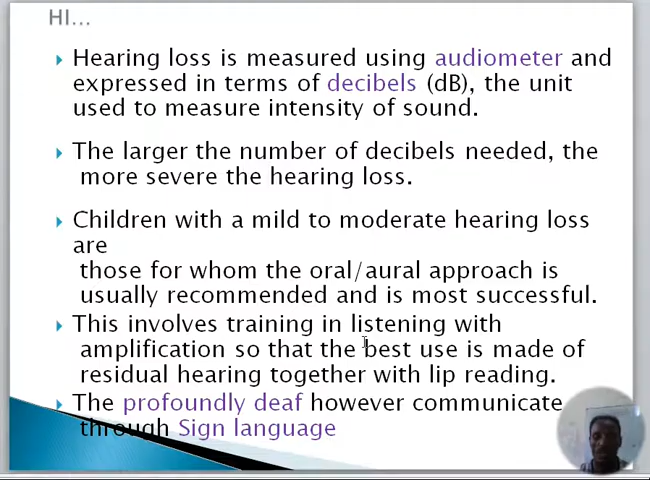 HI...
Hearing loss is measured using audiometer and
expressed in terms of decibels (dB), the unit
used to measure intensity of sound.
The larger the number of decibels needed, the
more severe the hearing loss.
Children with a mild to moderate hearing loss
are
those for whom the oral/aural approach is
usually recommended and is most successful.
This involves training in listening with
amplification so that the best use is made of
residual hearing together with lip reading.
The profoundly deaf however communicate
through Sign language